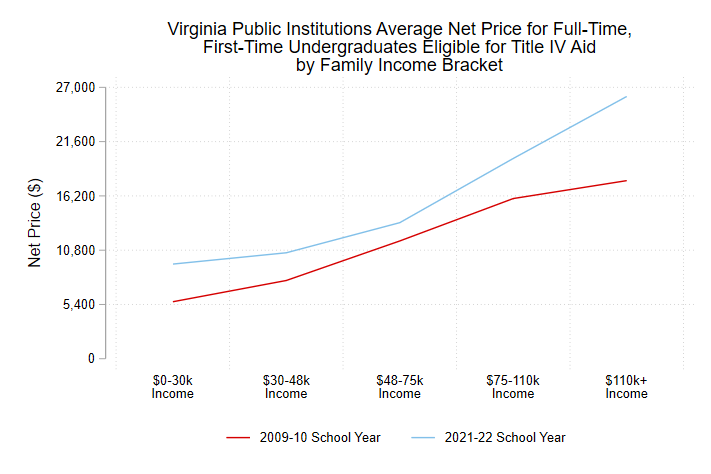 Virginia Public Institutions Average Net Price for Full-Time,
First-Time Undergraduates Eligible for Title IV Aid
by Family Income Bracket
Net Price ($)
27,000
21,600
16,200
10,800
5,400
0
$0-30k
Income
$30-48k
Income
$48-75k
Income
$75-110k
Income
$110k+
Income
2009-10 School Year
2021-22 School Year